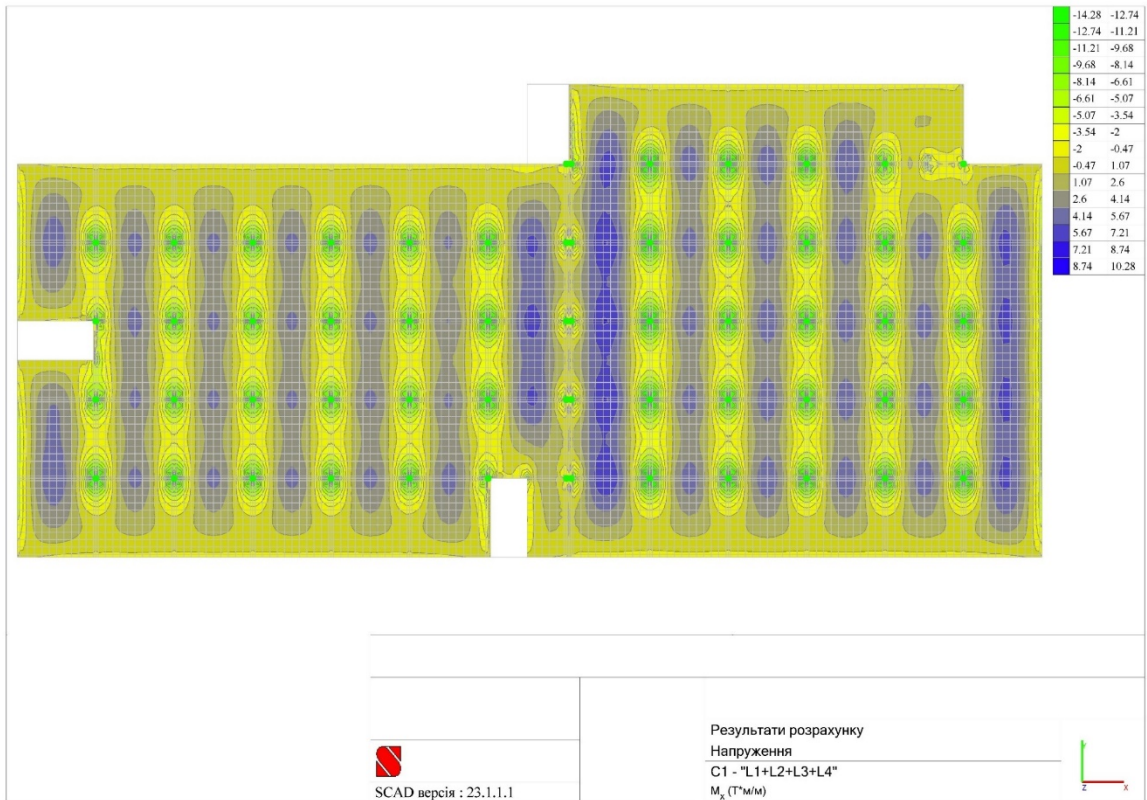 -14.28 -12.74
-12.74 -11.21
-11.21 -9.68
-9.68 -8.14
-8.14 -6.61
-6.61 -5.07
-5.07 -3.54
-3.54 -2
-2 -0.47
-0.47 1.07
1.07 2.6
2.6 4.14
4.14 5.67
5.67 7.21
7.21 8.74
8.74 10.28
Результати розрахунку
Напруження
C1 - "L1+L2+L3+L4"
Mx (Т*м/м)
SCAD версія : 23.1.1.1
Y
Z X